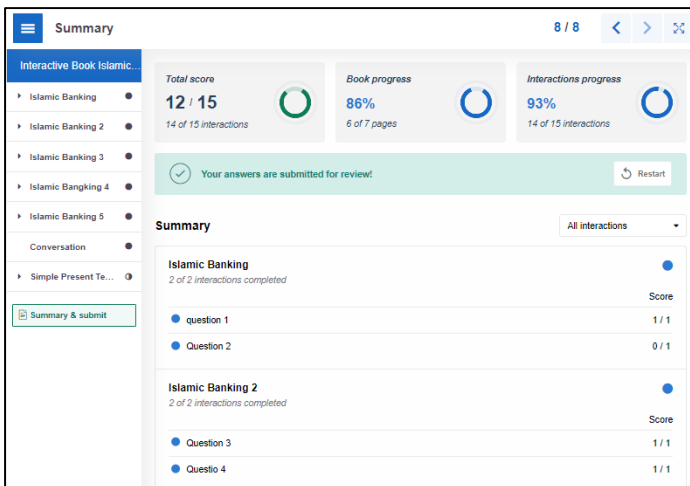 Summary
8 / 8
Interactive Book Islamic...
Islamic Banking
Islamic Banking 2
Islamic Banking 3
Islamic Bangking 4
Islamic Banking 5
Conversation
Simple Present Te...
Summary & submit
Total score
12 / 15
14 of 15 interactions
Book progress
86%
6 of 7 pages
Interactions progress
93%
14 of 15 interactions
Your answers are submitted for review!
Restart
Summary
All interactions
Islamic Banking
2 of 2 interactions completed
Score
question 1 1 / 1
Question 2 0 / 1
Islamic Banking 2
2 of 2 interactions completed
Score
Question 3 1 / 1
Questio 4 1 / 1